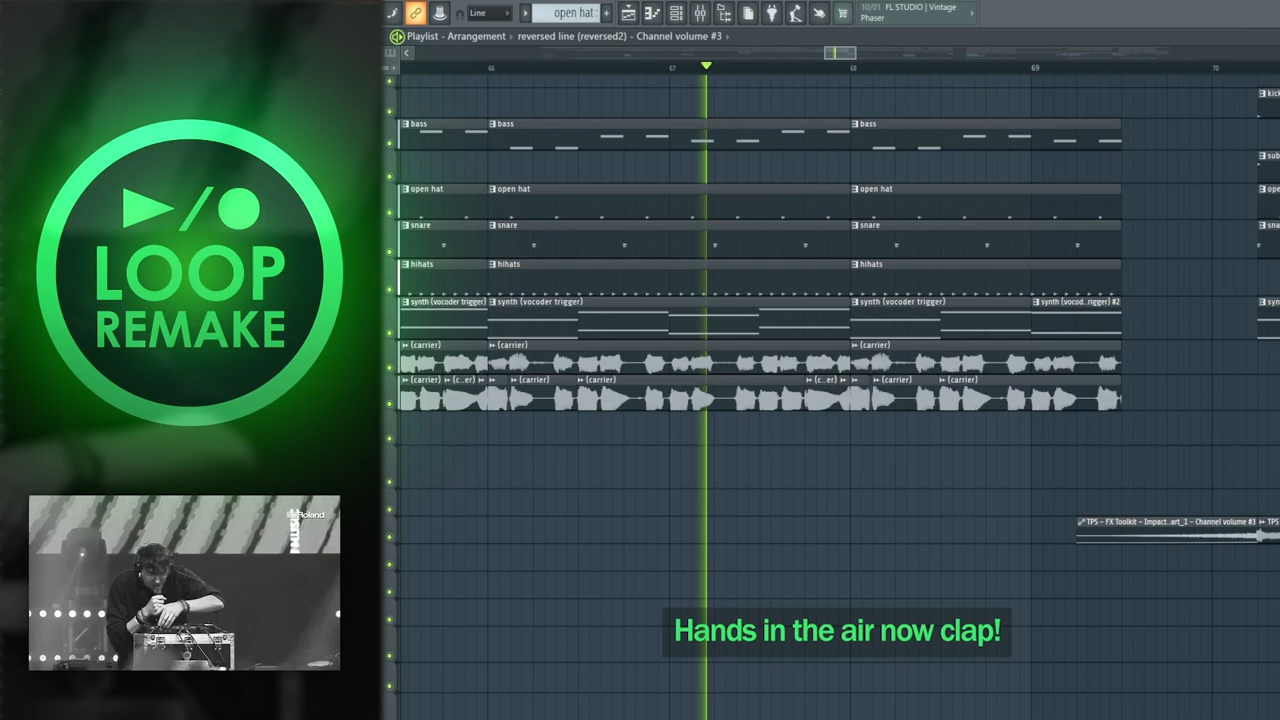 LOOP
REMAKE
Roland
MUSIC
Line
open hat
10/01 FL STUDIO | Vintage
Phaser
Playlist - Arrangement
reversed line (reversed2) - Channel volume #3
66
67
68
69
70
kick
bass
bass
bass
sub
open hat
open hat
open hat
ope
snare
snare
snare
sna
hihats
hihats
hihats
synth (vocoder trigger)
synth (vocoder trigger)
synth (vocoder trigger)
synth (vocod..rigger) #2
syn
(carrier)
(carrier)
(carrier)
(carrier)
(c..er)
(carrier)
(carrier)
(c..er)
(carrier)
(carrier)
TPS - FX Toolkit - Impact..art_1 - Channel volume #3
TPS
Hands in the air now clap!